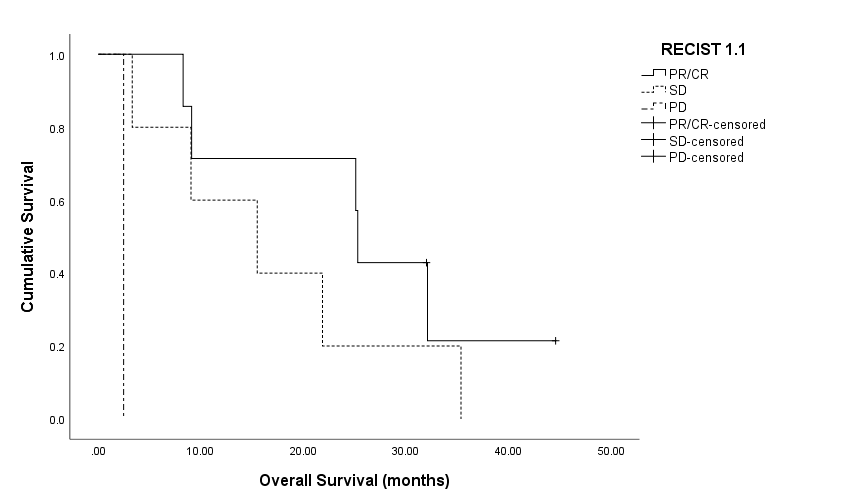 RECIST 1.1
PR/CR
SD
PD
PR/CR-censored
SD-censored
PD-censored
Cumulative Survival
1.0
0.8
0.6
0.4
0.2
0.0
.00 10.00 20.00 30.00 40.00 50.00
Overall Survival (months)